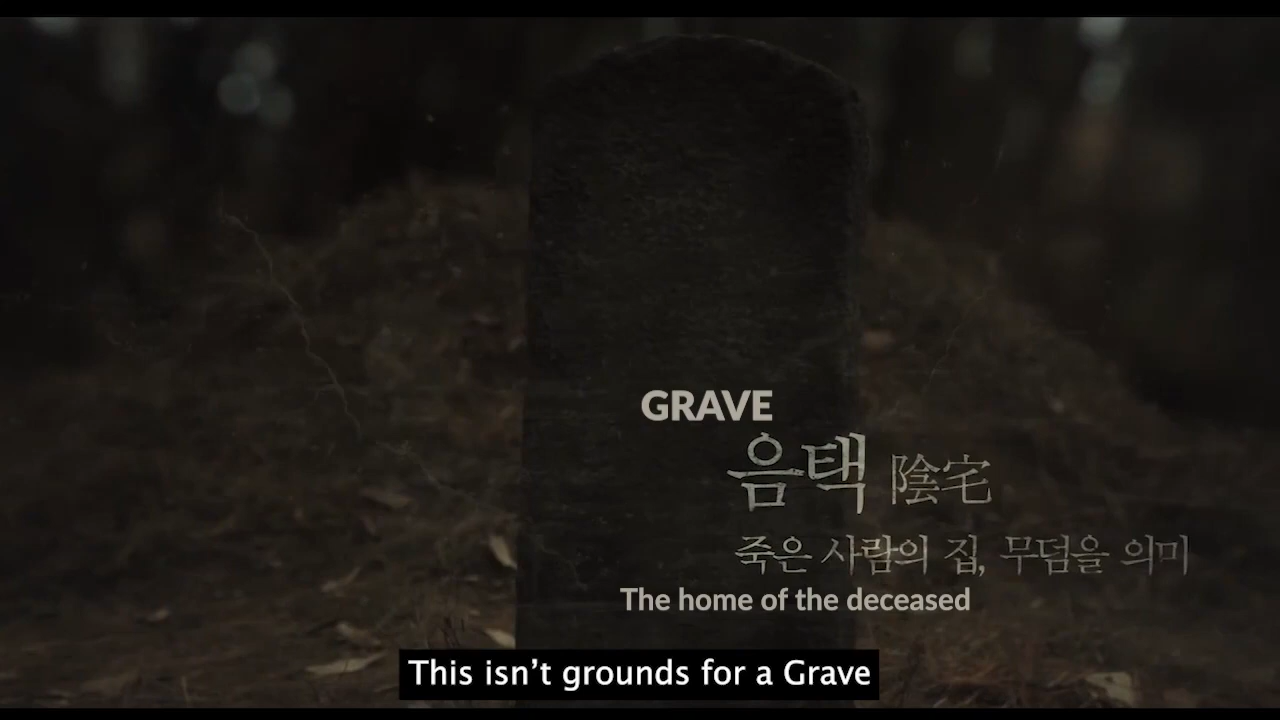 GRAVE
음택 陰宅
죽은 사람의 집, 무덤을 의미
The home of the deceased
This isn't grounds for a Grave